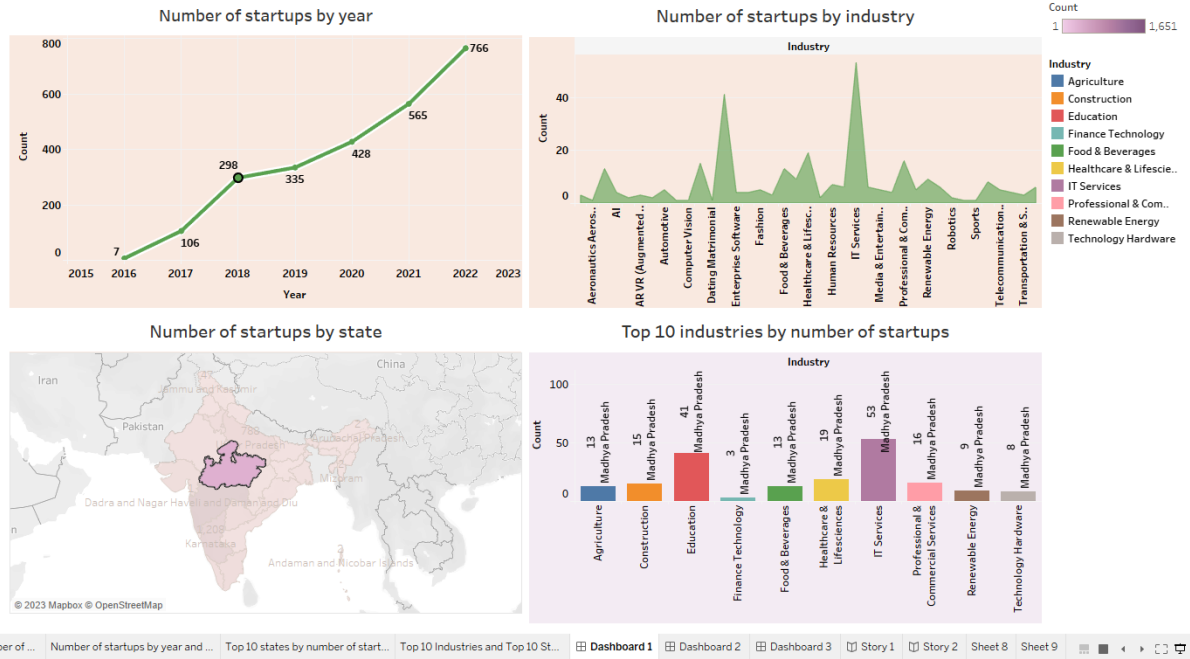 Number of startups by year
800
600
400
200
0
Count
7
106
298
335
428
565
766
2015 2016 2017 2018 2019 2020 2021 2022 2023
Year
Number of startups by industry
Industry
40
20
0
Count
Aeronautics Aeros..
AI
AR VR (Augmented ..
Automotive
Computer Vision
Dating Matrimonial
Enterprise Software
Fashion
Food & Beverages
Healthcare & Lifesc..
Human Resources
IT Services
Media & Entertain..
Professional & Com..
Renewable Energy
Robotics
Sports
Telecommunication..
Transportation & S..
Count
1 1,651
Industry
Agriculture
Construction
Education
Finance Technology
Food & Beverages
Healthcare & Lifescie..
IT Services
Professional & Com..
Renewable Energy
Technology Hardware
Number of startups by state
Iran
China
Pakistan
Jammu and Kashmir
Pradesh
Arunachal Pradesh
Mizoram
Dadra and Nagar Haveli and Daman and Diu
Karnataka
Andaman and Nicobar Islands
© 2023 Mapbox © OpenStreetMap
Top 10 industries by number of startups
Industry
100
50
0
Count
13
Madhya Pradesh
15
Madhya Pradesh
41
Madhya Pradesh
3
Madhya Pradesh
13
Madhya Pradesh
19
Madhya Pradesh
53
Madhya Pradesh
16
Madhya Pradesh
9
Madhya Pradesh
8
Madhya Pradesh
Agriculture
Construction
Education
Finance Technology
Food & Beverages
Healthcare &
Lifesciences
IT Services
Professional &
Commercial Services
Renewable Energy
Technology Hardware
ber of ... Number of startups by year and ... Top 10 states by number of start... Top 10 Industries and Top 10 St... Dashboard 1 Dashboard 2 Dashboard 3 Story 1 Story 2 Sheet 8 Sheet 9